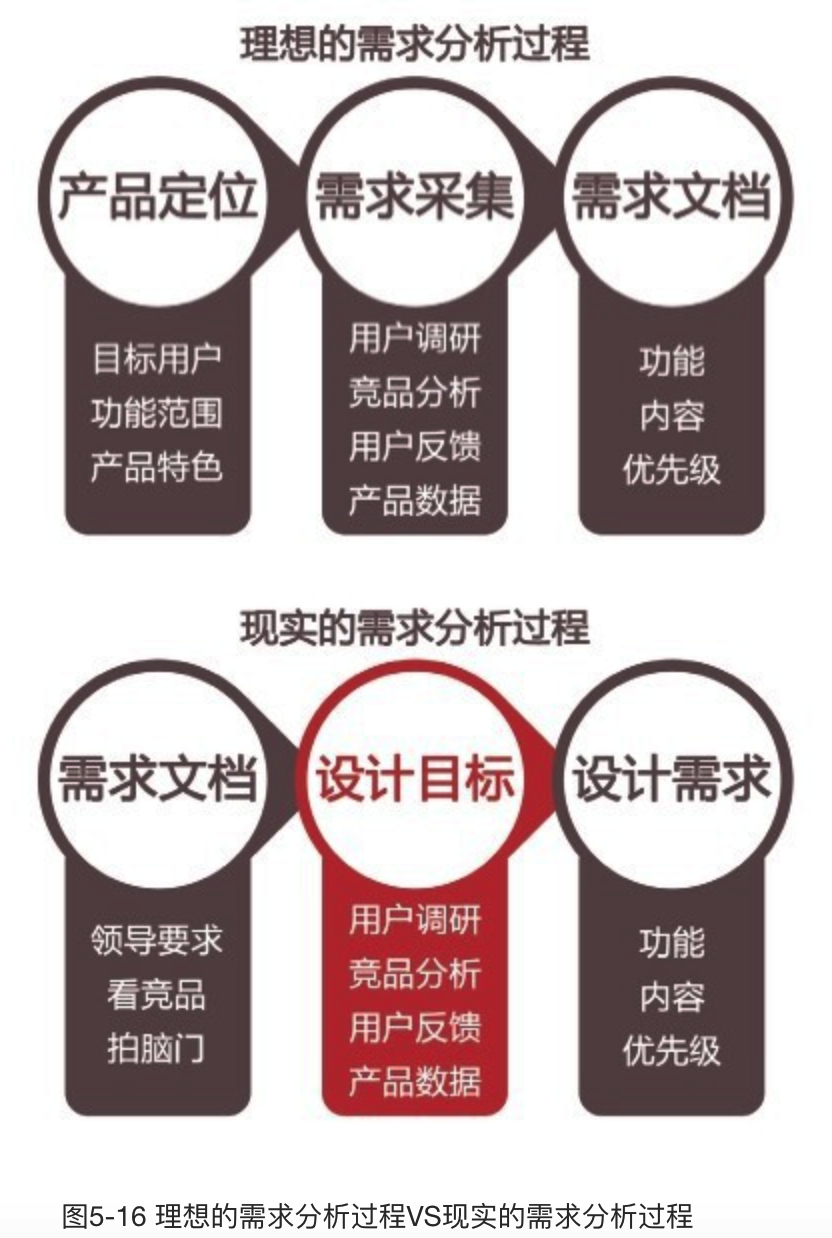 理想的需求分析过程
产品定位
需求采集
需求文档
目标用户
功能范围
产品特色
用户调研
竞品分析
用户反馈
产品数据
功能
内容
优先级
现实的需求分析过程
需求文档
设计目标
设计需求
领导要求
看竞品
拍脑门
用户调研
竞品分析
用户反馈
产品数据
功能
内容
优先级
图5-16 理想的需求分析过程VS现实的需求分析过程